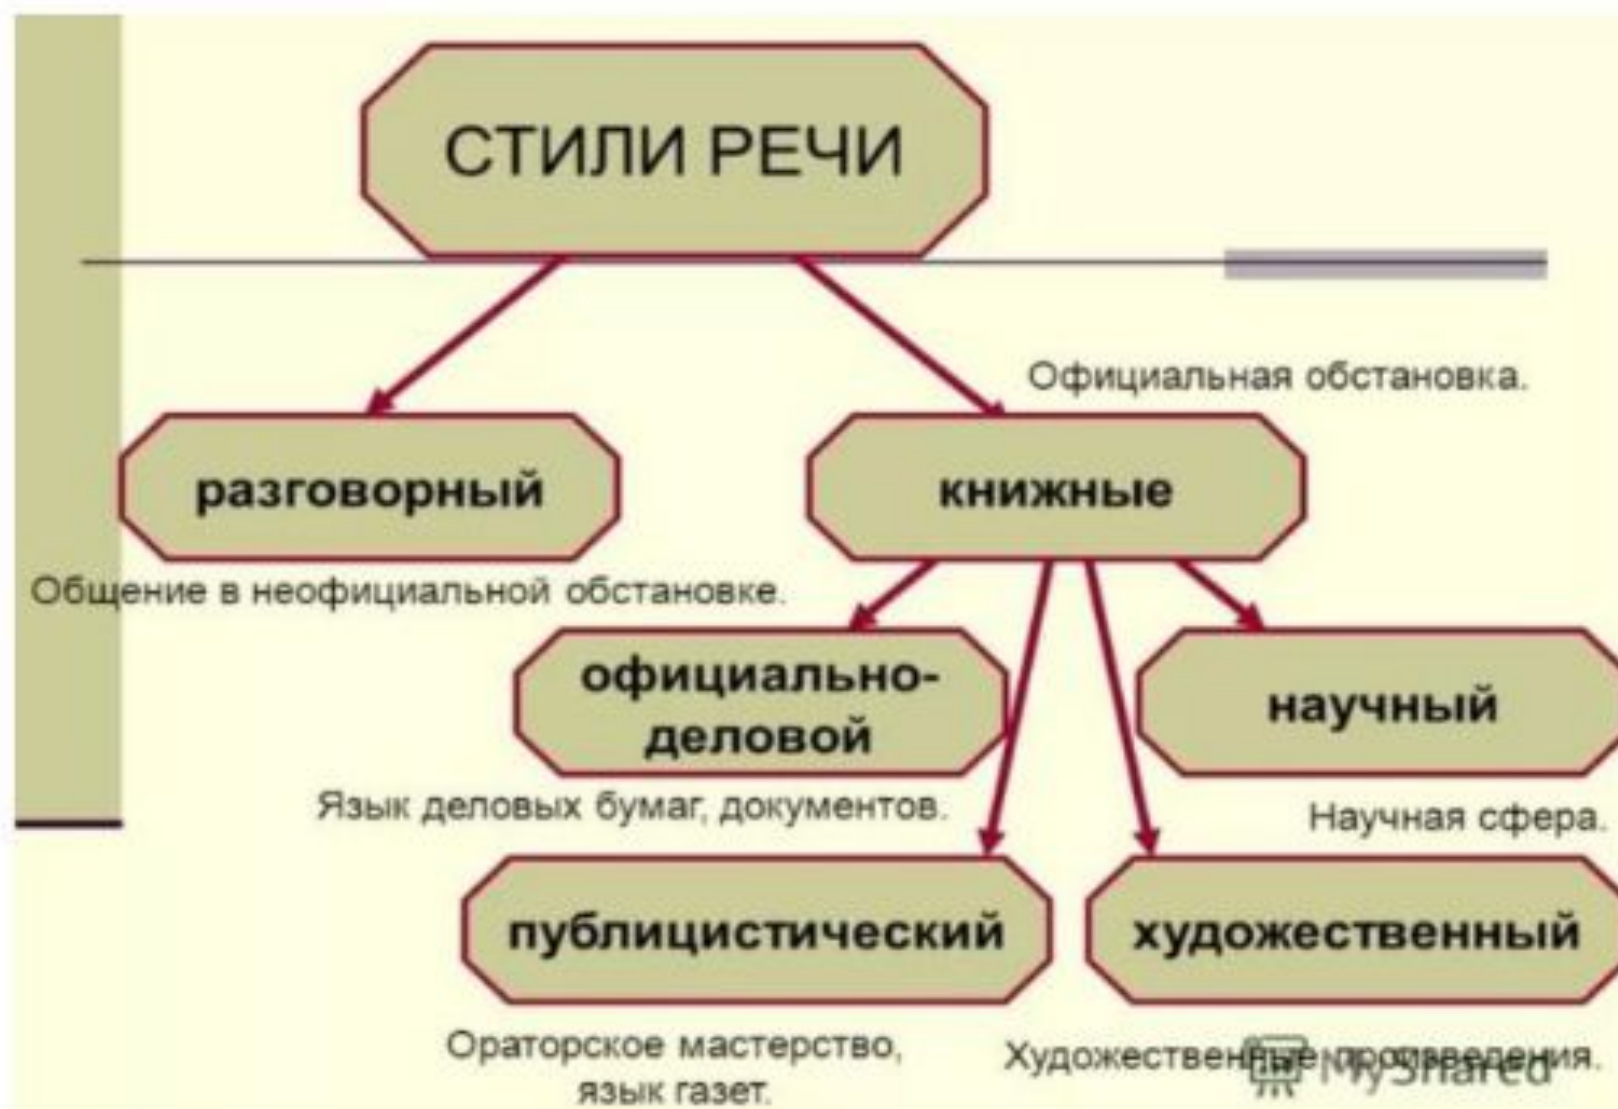 СТИЛИ РЕЧИ
Официальная обстановка.
разговорный
книжные
Общение в неофициальной обстановке.
официально-
деловой
научный
Язык деловых бумаг, документов.
Научная сфера.
публицистический
художественный
Ораторское мастерство,
язык газет.
Художественные произведения.
MyShared